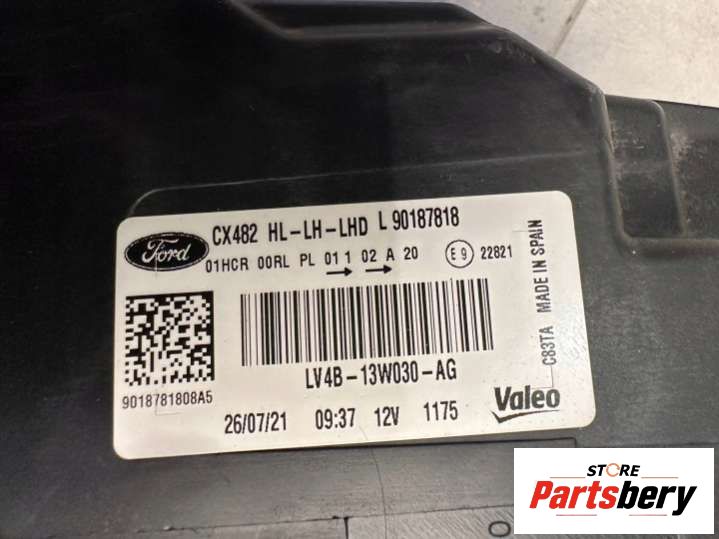 CX482 HL-LH-LHD L 90187818
Ford
01HCR 00RL PL 01 1 02 A 20 E 9 22821
LV4B-13W030-AG
9018781808A5
26/07/21 09:37 12V 1175
Valeo
C83TA MADE IN SPAIN
STORE
Partsbery